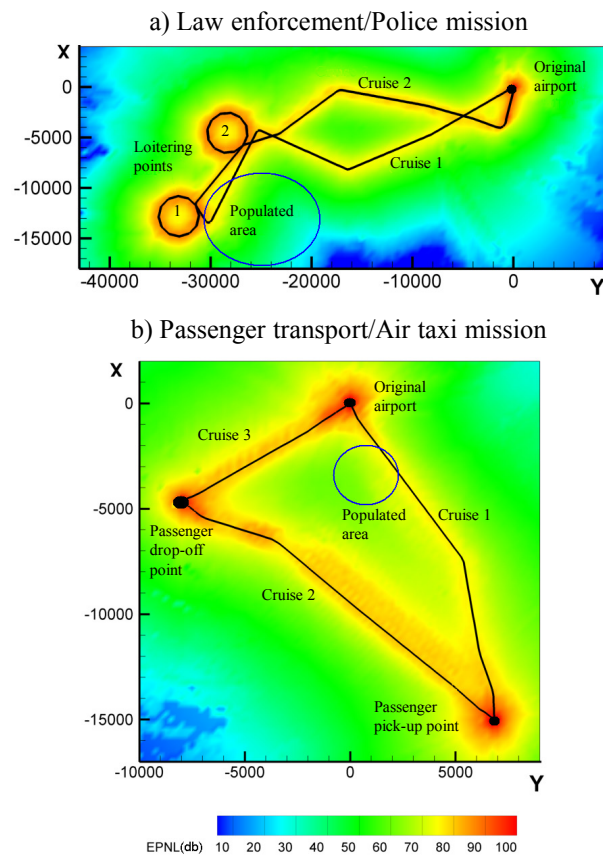 a) Law enforcement/Police mission
X
0
-5000
-10000
-15000
Cruise 2
Original
airport
2
Loitering
points
Cruise 1
1
Populated
area
-40000 -30000 -20000 -10000 0
Y
b) Passenger transport/Air taxi mission
X
0
-5000
-10000
-15000
Original
airport
Cruise 3
Populated
area
Cruise 1
Passenger
drop-off
point
Cruise 2
Passenger
pick-up point
-10000 -5000 0 5000
Y
EPNL(db) 10 20 30 40 50 60 70 80 90 100